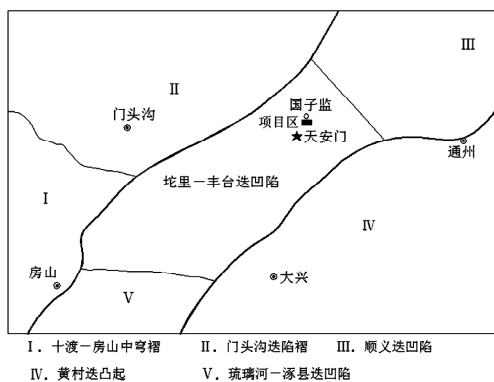 Ⅲ
Ⅱ
门头沟
国子监
项目区
★天安门
通州
坨里－丰台迭凹陷
Ⅰ
Ⅳ
房山
大兴
Ⅴ
Ⅰ. 十渡－房山中穹褶 Ⅱ. 门头沟迭陷褶 Ⅲ. 顺义迭凹陷
Ⅳ. 黄村迭凸起 Ⅴ. 琉璃河－涿县迭凹陷